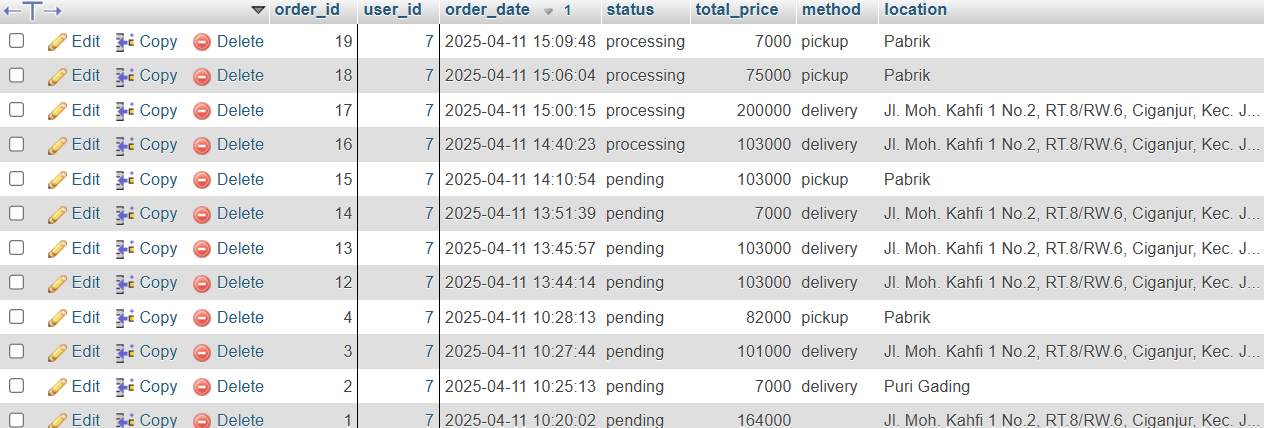 order_id user_id order_date 1 status total_price method location
Edit Copy Delete 19 7 2025-04-11 15:09:48 processing 7000 pickup Pabrik
Edit Copy Delete 18 7 2025-04-11 15:06:04 processing 75000 pickup Pabrik
Edit Copy Delete 17 7 2025-04-11 15:00:15 processing 200000 delivery Jl. Moh. Kahfi 1 No.2, RT.8/RW.6, Ciganjur, Kec. J...
Edit Copy Delete 16 7 2025-04-11 14:40:23 processing 103000 delivery Jl. Moh. Kahfi 1 No.2, RT.8/RW.6, Ciganjur, Kec. J...
Edit Copy Delete 15 7 2025-04-11 14:10:54 pending 103000 pickup Pabrik
Edit Copy Delete 14 7 2025-04-11 13:51:39 pending 7000 delivery Jl. Moh. Kahfi 1 No.2, RT.8/RW.6, Ciganjur, Kec. J...
Edit Copy Delete 13 7 2025-04-11 13:45:57 pending 103000 delivery Jl. Moh. Kahfi 1 No.2, RT.8/RW.6, Ciganjur, Kec. J...
Edit Copy Delete 12 7 2025-04-11 13:44:14 pending 103000 delivery Jl. Moh. Kahfi 1 No.2, RT.8/RW.6, Ciganjur, Kec. J...
Edit Copy Delete 4 7 2025-04-11 10:28:13 pending 82000 pickup Pabrik
Edit Copy Delete 3 7 2025-04-11 10:27:44 pending 101000 delivery Jl. Moh. Kahfi 1 No.2, RT.8/RW.6, Ciganjur, Kec. J...
Edit Copy Delete 2 7 2025-04-11 10:25:13 pending 7000 delivery Puri Gading
Edit Copy Delete 1 7 2025-04-11 10:20:02 pending 164000 Jl. Moh. Kahfi 1 No.2, RT.8/RW.6, Ciganjur, Kec. J...